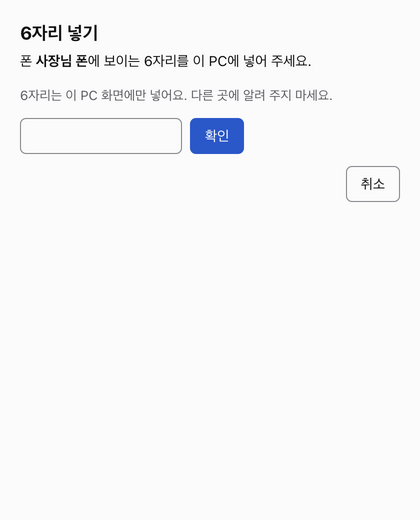 6자리 넣기
폰 사장님 폰에 보이는 6자리를 이 PC에 넣어 주세요.
6자리는 이 PC 화면에만 넣어요. 다른 곳에 알려 주지 마세요.
확인
취소